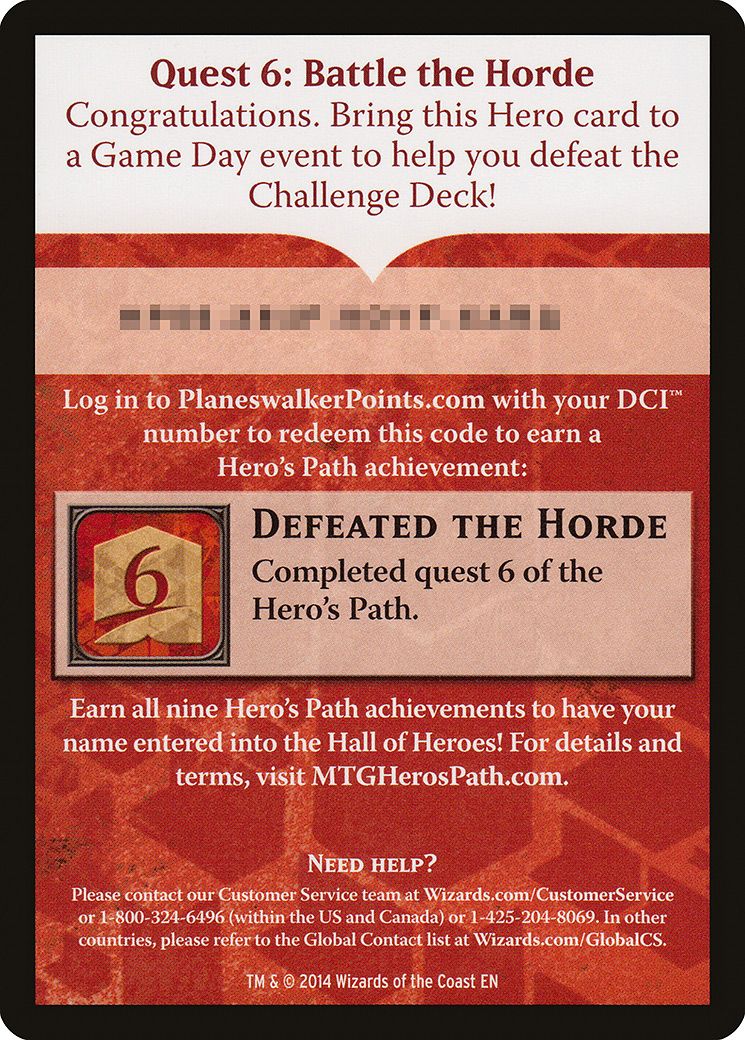 Quest 6: Battle the Horde
Congratulations. Bring this Hero card to
a Game Day event to help you defeat the
Challenge Deck!
Log in to PlaneswalkerPoints.com with your DCI™
number to redeem this code to earn a
Hero's Path achievement:
6
Defeated the Horde
Completed quest 6 of the
Hero's Path.
Earn all nine Hero's Path achievements to have your
name entered into the Hall of Heroes! For details and
terms, visit MTGHerosPath.com.
Need help?
Please contact our Customer Service team at Wizards.com/CustomerService
or 1-800-324-6496 (within the US and Canada) or 1-425-204-8069. In other
countries, please refer to the Global Contact list at Wizards.com/GlobalCS.
TM & © 2014 Wizards of the Coast EN